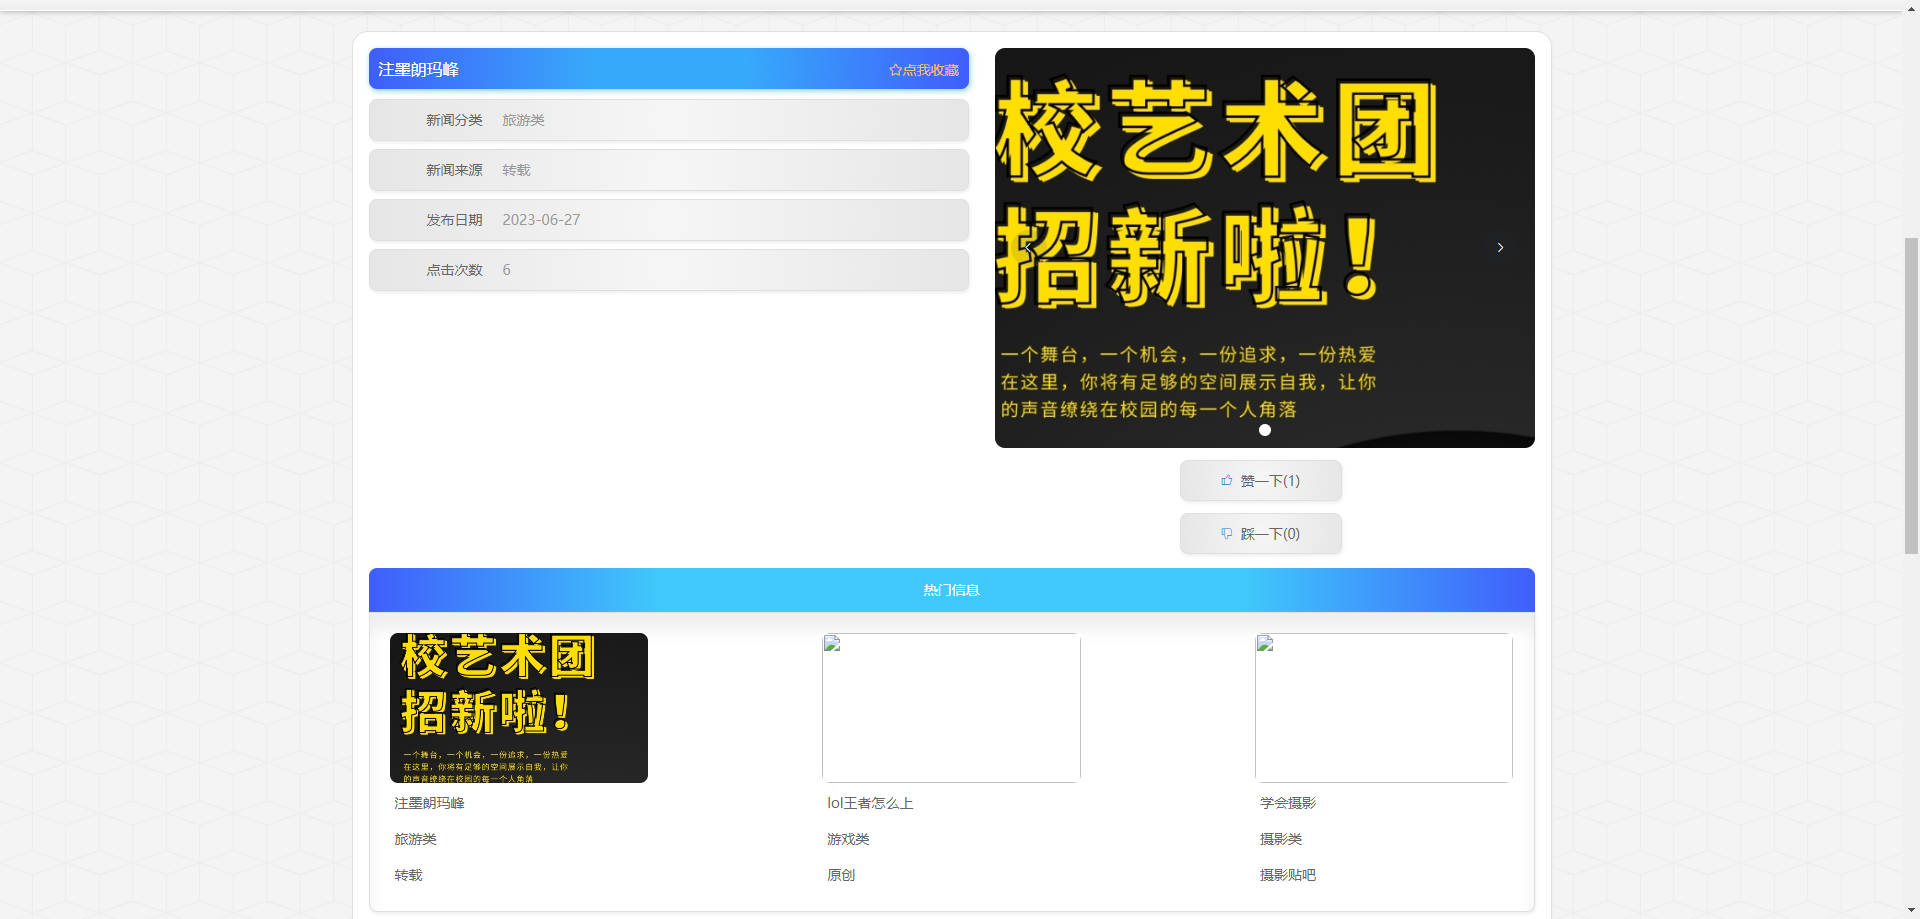 注墨朗玛峰
点我收藏
新闻分类 旅游类
新闻来源 转载
发布日期 2023-06-27
点击次数 6
校艺术团
招新啦！
一个舞台，一个机会，一份追求，一份热爱
在这里，你将有足够的空间展示自我，让你
的声音缭绕在校园的每一个人角落
赞一下(1)
踩一下(0)
热门信息
校艺术团
招新啦！
一个舞台，一个机会，一份追求，一份热爱
在这里，你将有足够的空间展示自我，让你
的声音缭绕在校园的每一个人角落
注墨朗玛峰
旅游类
转载
lol王者怎么上
游戏类
原创
学会摄影
摄影类
摄影贴吧